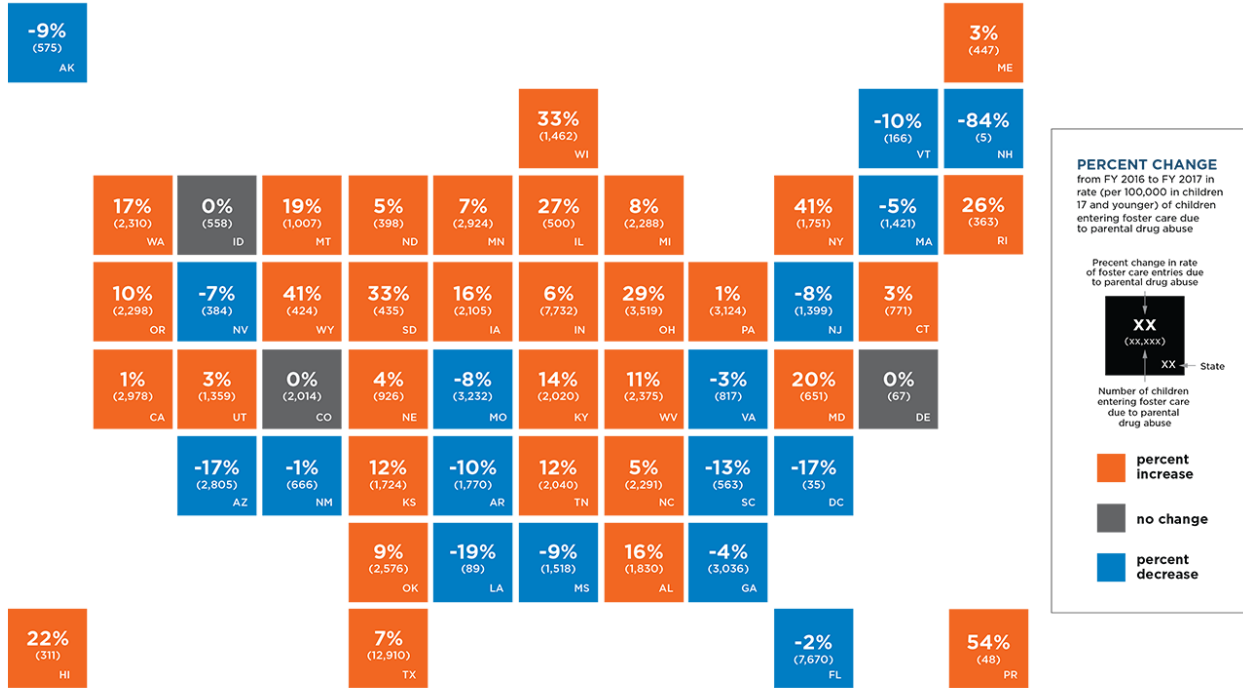 -9%
(575)
AK
3%
(447)
ME
33%
(1,462)
WI
-10%
(166)
VT
-84%
(5)
NH
17%
(2,310)
WA
0%
(558)
ID
19%
(1,007)
MT
5%
(398)
ND
7%
(2,924)
MN
27%
(500)
IL
8%
(2,288)
MI
41%
(1,751)
NY
-5%
(1,421)
MA
26%
(363)
RI
10%
(2,298)
OR
-7%
(384)
NV
41%
(424)
WY
33%
(435)
SD
16%
(2,105)
IA
6%
(7,732)
IN
29%
(3,519)
OH
1%
(3,124)
PA
-8%
(1,399)
NJ
3%
(771)
CT
1%
(2,978)
CA
3%
(1,359)
UT
0%
(2,014)
CO
4%
(926)
NE
-8%
(3,232)
MO
14%
(2,020)
KY
11%
(2,375)
WV
-3%
(817)
VA
20%
(651)
MD
0%
(67)
DE
-17%
(2,805)
AZ
-1%
(666)
NM
12%
(1,724)
KS
-10%
(1,770)
AR
12%
(2,040)
TN
5%
(2,291)
NC
-13%
(563)
SC
-17%
(35)
DC
9%
(2,576)
OK
-19%
(89)
LA
-9%
(1,518)
MS
16%
(1,830)
AL
-4%
(3,036)
GA
22%
(311)
HI
7%
(12,910)
TX
-2%
(7,670)
FL
54%
(48)
PR
PERCENT CHANGE
from FY 2016 to FY 2017 in
rate (per 100,000 in children
17 and younger) of children
entering foster care due
to parental drug abuse
Precent change in rate
of foster care entries due
to parental drug abuse
XX
(xx,xxx)
XX
State
Number of children
entering foster care
due to parental
drug abuse
percent
increase
no change
percent
decrease